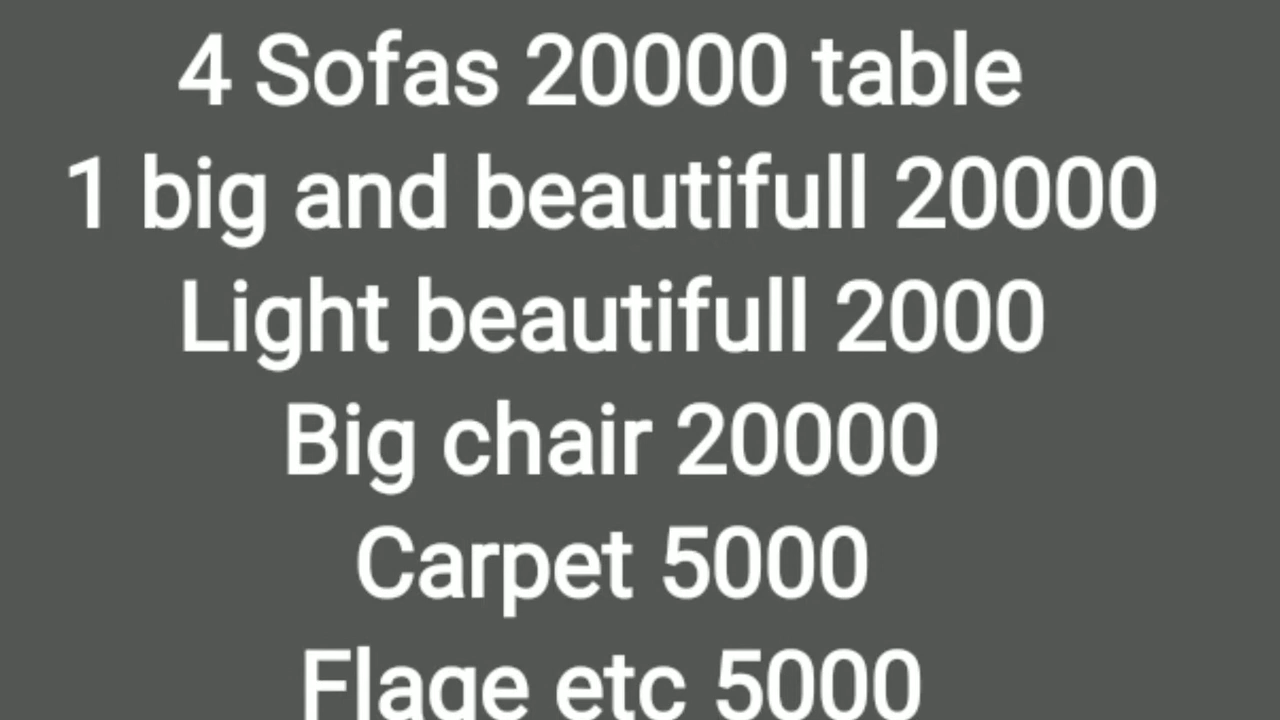 4 Sofas 20000 table
1 big and beautifull 20000
Light beautifull 2000
Big chair 20000
Carpet 5000
Flage etc 5000